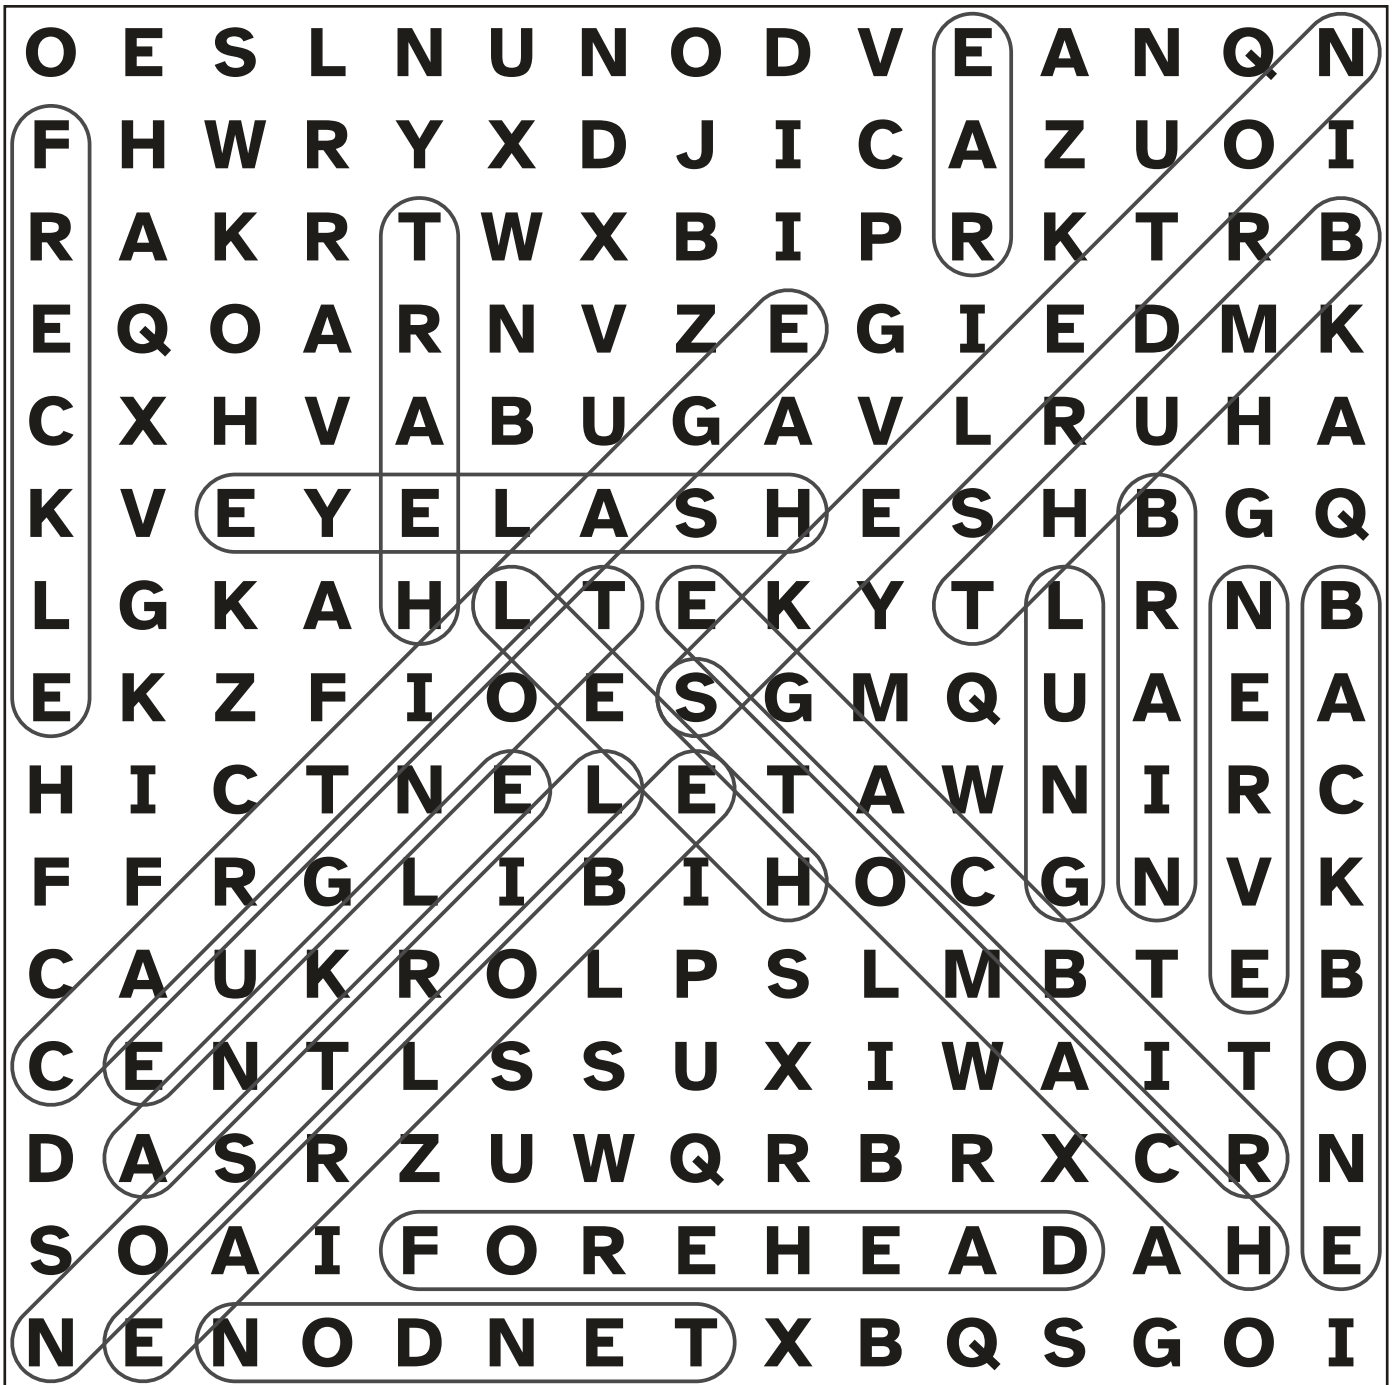 O E S L N U N O D V E A N Q N
F H W R Y X D J I C A Z U O I
R A K R T W X B I P R K T R B
E Q O A R N V Z E G I E D M K
C X H V A B U G A V L R U H A
K V E Y E L A S H E S H B G Q
L G K A H L T E K Y T L R N B
E K Z F I O E S G M Q U A E A
H I C T N E L E T A W N I R C
F F R G L I B I H O C G N V K
C A U K R O L P S L M B T E B
C E N T L S S U X I W A I T O
D A S R Z U W Q R B R X C R N
S O A I F O R E H E A D A H E
N E N O D N E T X B Q S G O I